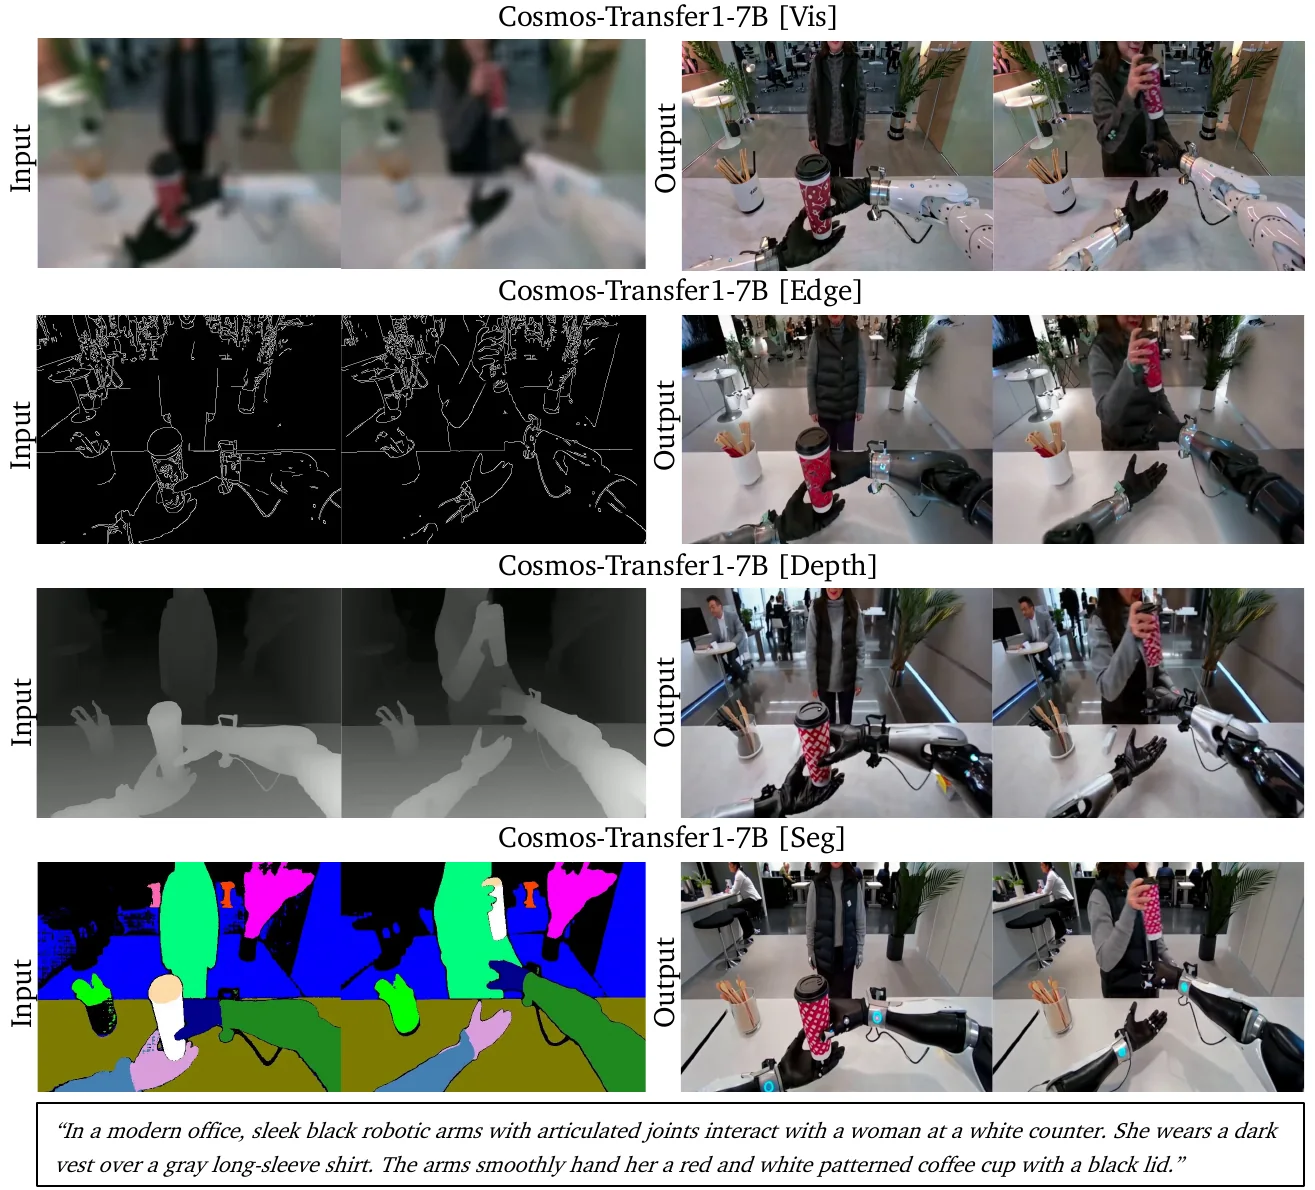 Cosmos-Transfer1-7B [Vis]
Input
Output
Cosmos-Transfer1-7B [Edge]
Input
Output
Cosmos-Transfer1-7B [Depth]
Input
Output
Cosmos-Transfer1-7B [Seg]
Input
Output
“In a modern office, sleek black robotic arms with articulated joints interact with a woman at a white counter. She wears a dark
vest over a gray long-sleeve shirt. The arms smoothly hand her a red and white patterned coffee cup with a black lid.”